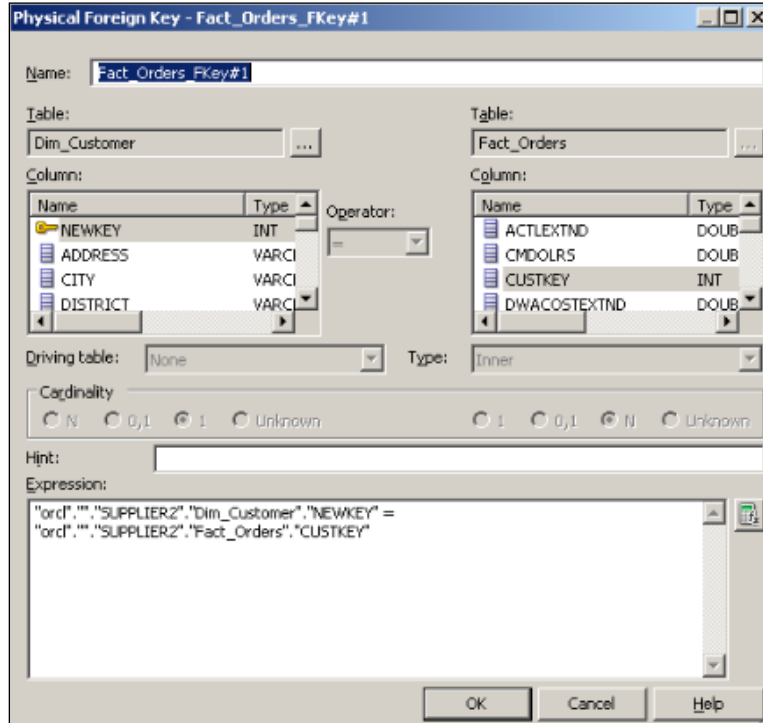 Physical Foreign Key - Fact_Orders_FKey#1
Name: Fact_Orders_FKey#1
Table: Table:
Dim_Customer ... Fact_Orders ...
Column: Column:
Name Type Operator: Name Type
NEWKEY INT = ACTLEXTND DOUB
ADDRESS VARCI CMDOLRS DOUB
CITY VARCI CUSTKEY INT
DISTRICT VARCI DWACOSTEXTND DOUB
Driving table: None Type: Inner
Cardinality
N 0,1 1 Unknown 1 0,1 N Unknown
Hint:
Expression:
"orcl".""."SUPPLIER2"."Dim_Customer"."NEWKEY" =
"orcl".""."SUPPLIER2"."Fact_Orders"."CUSTKEY"
OK Cancel Help